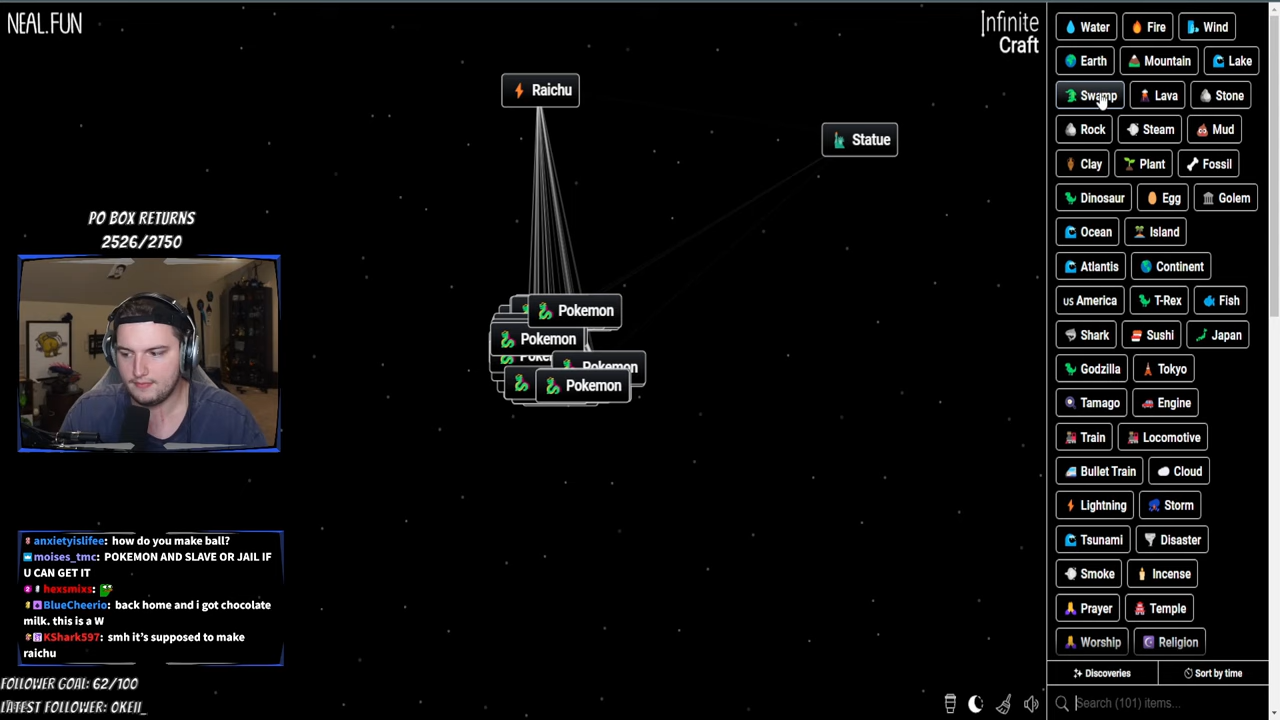 NEAL.FUN
Infinite
Craft
Raichu
Statue
Pokemon
Pokemon
Pokemon
Pokemon
PO BOX RETURNS
2526/2750
anxietyislifee: how do you make ball?
moises_tmc: POKEMON AND SLAVE OR JAIL IF
U CAN GET IT
hexsmixs:
BlueCheerio: back home and i got chocolate
milk. this is a W
KShark597: smh it's supposed to make
raichu
FOLLOWER GOAL: 62/100
LATEST FOLLOWER: OKEII_
Water Fire Wind
Earth Mountain Lake
Swamp Lava Stone
Rock Steam Mud
Clay Plant Fossil
Dinosaur Egg Golem
Ocean Island
Atlantis Continent
US America T-Rex Fish
Shark Sushi Japan
Godzilla Tokyo
Tamago Engine
Train Locomotive
Bullet Train Cloud
Lightning Storm
Tsunami Disaster
Smoke Incense
Prayer Temple
Worship Religion
Discoveries Sort by time
Search (101) items...